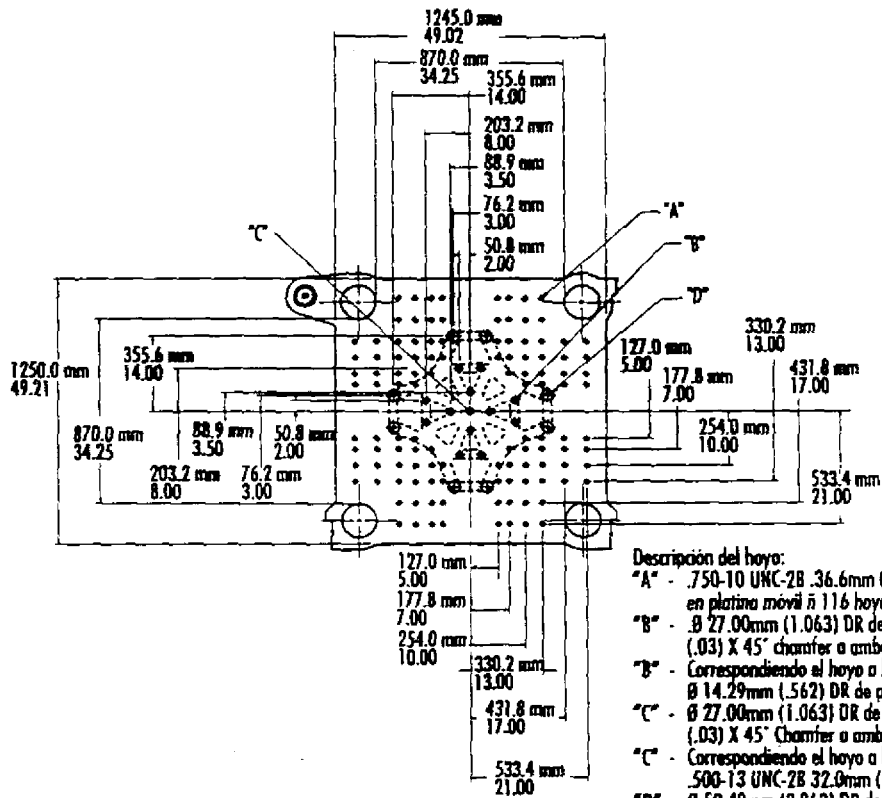 1245.0 mm
49.02
870.0 mm
34.25
355.6 mm
14.00
203.2 mm
8.00
88.9 mm
3.50
76.2 mm
3.00
50.8 mm
2.00
"A"
"B"
"C"
"D"
1250.0 mm
49.21
355.6 mm
14.00
870.0 mm
34.25
88.9 mm
3.50
50.8 mm
2.00
203.2 mm
8.00
76.2 mm
3.00
127.0 mm
5.00
177.8 mm
7.00
330.2 mm
13.00
431.8 mm
17.00
254.0 mm
10.00
533.4 mm
21.00
127.0 mm
5.00
177.8 mm
7.00
254.0 mm
10.00
330.2 mm
13.00
431.8 mm
17.00
533.4 mm
21.00
Descripción del hoyo:
"A" - .750-10 UNC-2B .36.6mm (
en platina móvil ñ 116 hoyo
"B" - .Ø 27.00mm (1.063) DR de
(.03) X 45° chamfer a amb
"B" - Correspondiendo el hoyo a
Ø 14.29mm (.562) DR de p
"C" - Ø 27.00mm (1.063) DR de
(.03) X 45° Chamfer a amb
"C" - Correspondiendo el hoyo a
.500-13 UNC-2B 32.0mm (